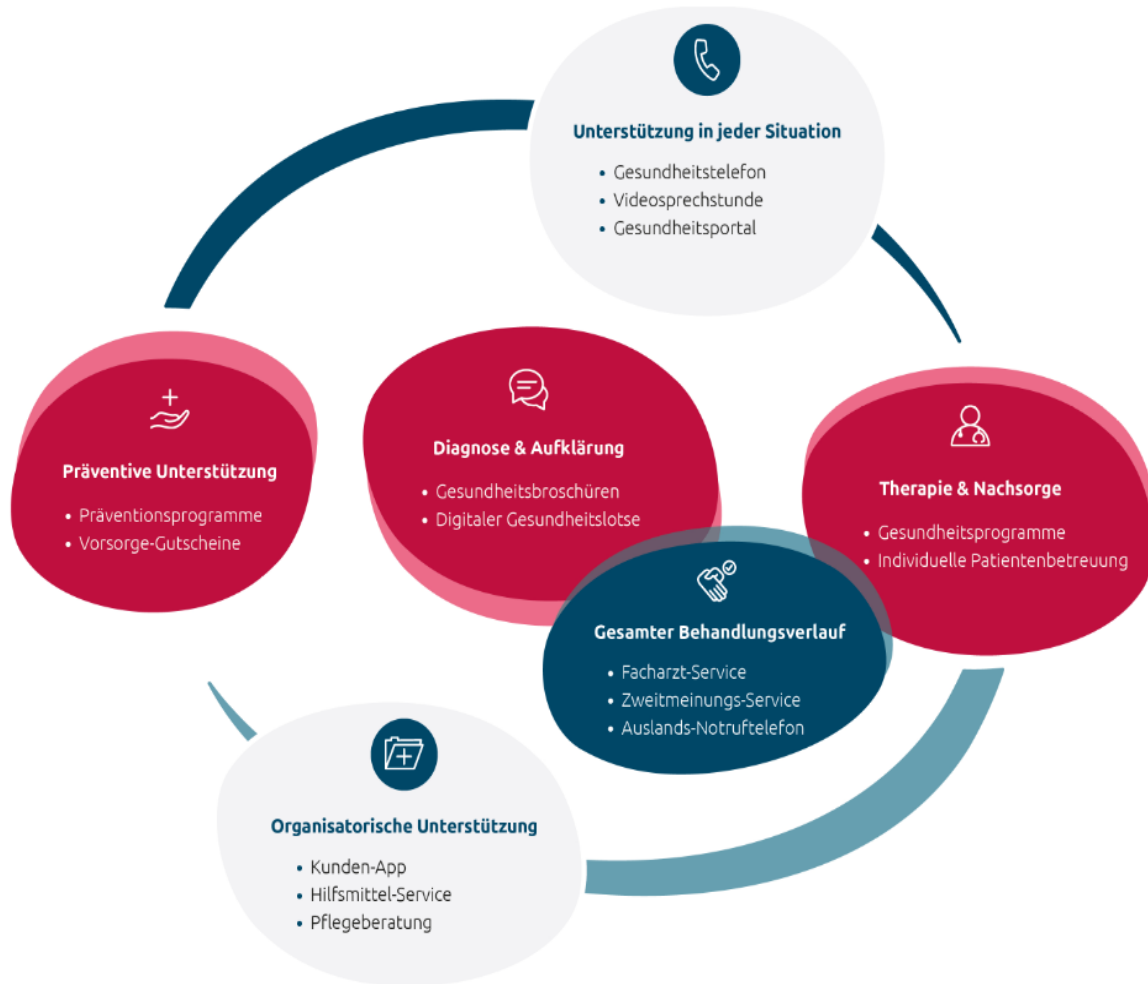 Unterstützung in jeder Situation
• Gesundheitstelefon
• Videosprechstunde
• Gesundheitsportal
Präventive Unterstützung
• Präventionsprogramme
• Vorsorge-Gutscheine
Diagnose & Aufklärung
• Gesundheitsbroschüren
• Digitaler Gesundheitslotse
Therapie & Nachsorge
• Gesundheitsprogramme
• Individuelle Patientenbetreuung
Gesamter Behandlungsverlauf
• Facharzt-Service
• Zweitmeinungs-Service
• Auslands-Notruftelefon
Organisatorische Unterstützung
• Kunden-App
• Hilfsmittel-Service
• Pflegeberatung